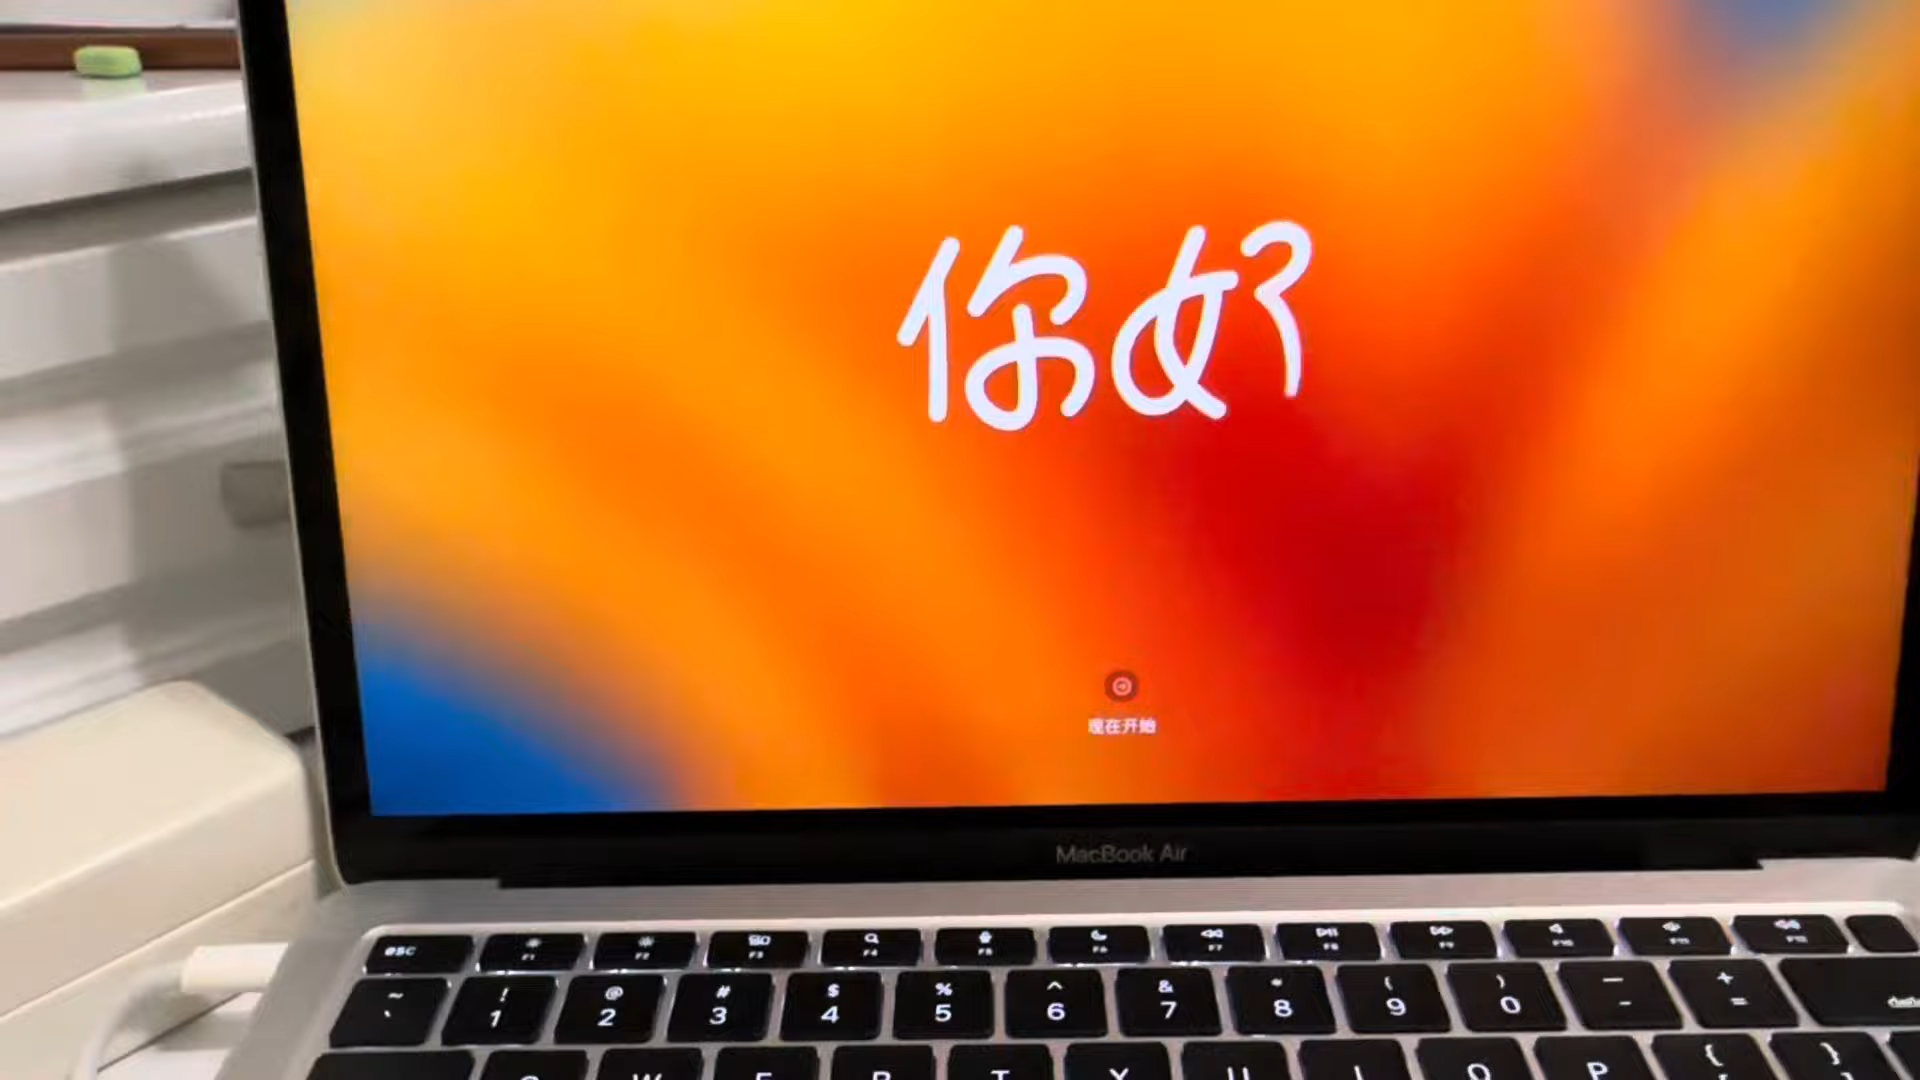 你好
现在开始
MacBook Air
esc F1 F2 F3 F4 F5 F6 F7 F8 F9 F10 F11 F12
~ ! @ # $ % ^ & * ( ) — +
` 1 2 3 4 5 6 7 8 9 0 - =
W E R T Y U I O P { }